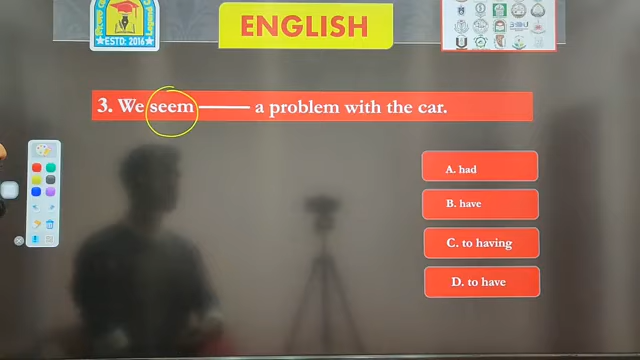 ENGLISH
★ESTD: 2016★
3. We seem ——— a problem with the car.
A. had
B. have
C. to having
D. to have